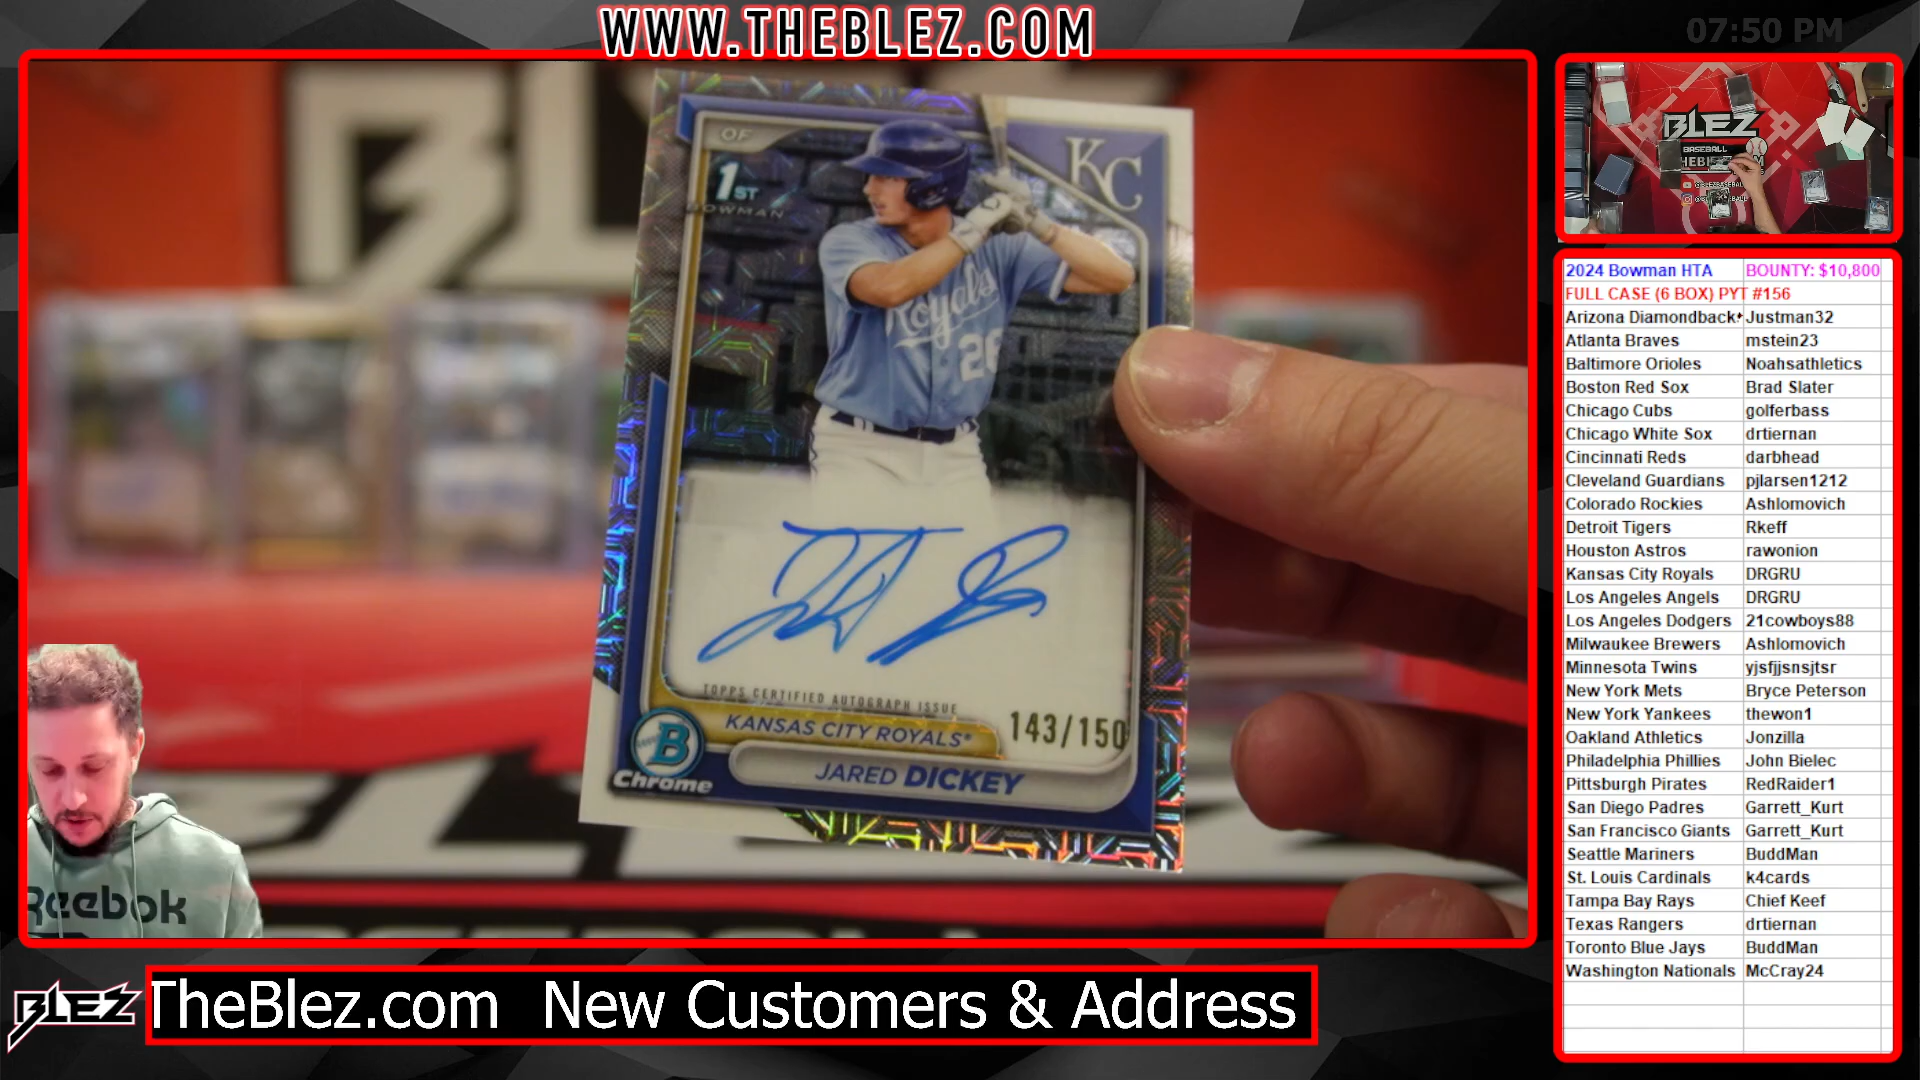 WWW.THEBLEZ.COM
07:50 PM
OF
1ST
BOWMAN
KC
Royals
26
TOPPS CERTIFIED AUTOGRAPH ISSUE
KANSAS CITY ROYALS®
143/150
B
Chrome
JARED DICKEY
Reebok
BLEZ
TheBlez.com New Customers & Address
BLEZ
BASEBALL
2024 Bowman HTA BOUNTY: $10,800
FULL CASE (6 BOX) PYT #156
Arizona Diamondback Justman32
Atlanta Braves mstein23
Baltimore Orioles Noahsathletics
Boston Red Sox Brad Slater
Chicago Cubs golferbass
Chicago White Sox drtiernan
Cincinnati Reds darbhead
Cleveland Guardians pjlarsen1212
Colorado Rockies Ashlomovich
Detroit Tigers Rkeff
Houston Astros rawonion
Kansas City Royals DRGRU
Los Angeles Angels DRGRU
Los Angeles Dodgers 21cowboys88
Milwaukee Brewers Ashlomovich
Minnesota Twins yjsfjjsnsjtsr
New York Mets Bryce Peterson
New York Yankees thewon1
Oakland Athletics Jonzilla
Philadelphia Phillies John Bielec
Pittsburgh Pirates RedRaider1
San Diego Padres Garrett_Kurt
San Francisco Giants Garrett_Kurt
Seattle Mariners BuddMan
St. Louis Cardinals k4cards
Tampa Bay Rays Chief Keef
Texas Rangers drtiernan
Toronto Blue Jays BuddMan
Washington Nationals McCray24